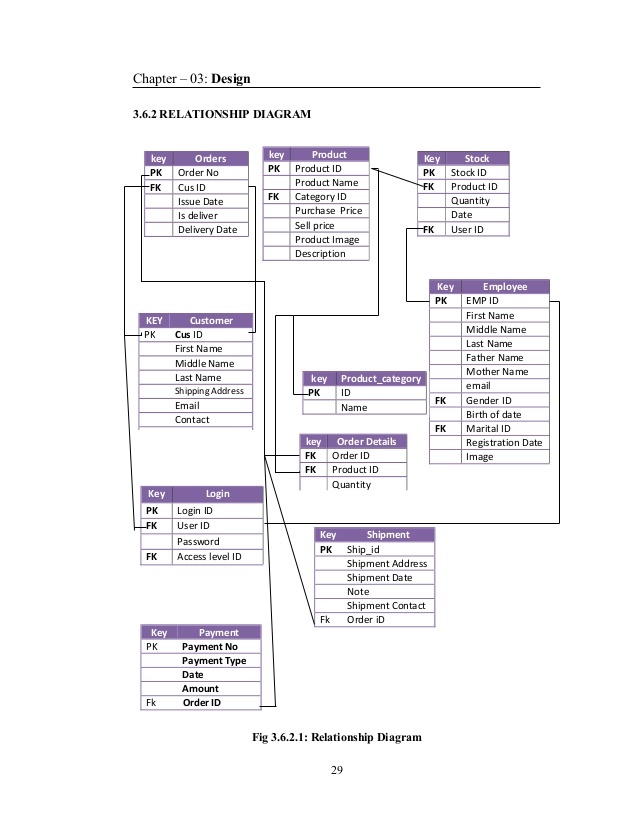 Chapter – 03: Design
3.6.2 RELATIONSHIP DIAGRAM
key Orders
PK Order No
FK Cus ID
Issue Date
Is deliver
Delivery Date
key Product
PK Product ID
Product Name
FK Category ID
Purchase Price
Sell price
Product Image
Description
Key Stock
PK Stock ID
FK Product ID
Quantity
Date
FK User ID
Key Employee
PK EMP ID
First Name
Middle Name
Last Name
Father Name
Mother Name
email
FK Gender ID
Birth of date
FK Marital ID
Registration Date
Image
KEY Customer
PK Cus ID
First Name
Middle Name
Last Name
Shipping Address
Email
Contact
key Product_category
PK ID
Name
key Order Details
FK Order ID
FK Product ID
Quantity
Key Login
PK Login ID
FK User ID
Password
FK Access level ID
Key Shipment
PK Ship_id
Shipment Address
Shipment Date
Note
Shipment Contact
Fk Order iD
Key Payment
PK Payment No
Payment Type
Date
Amount
Fk Order ID
Fig 3.6.2.1: Relationship Diagram
29